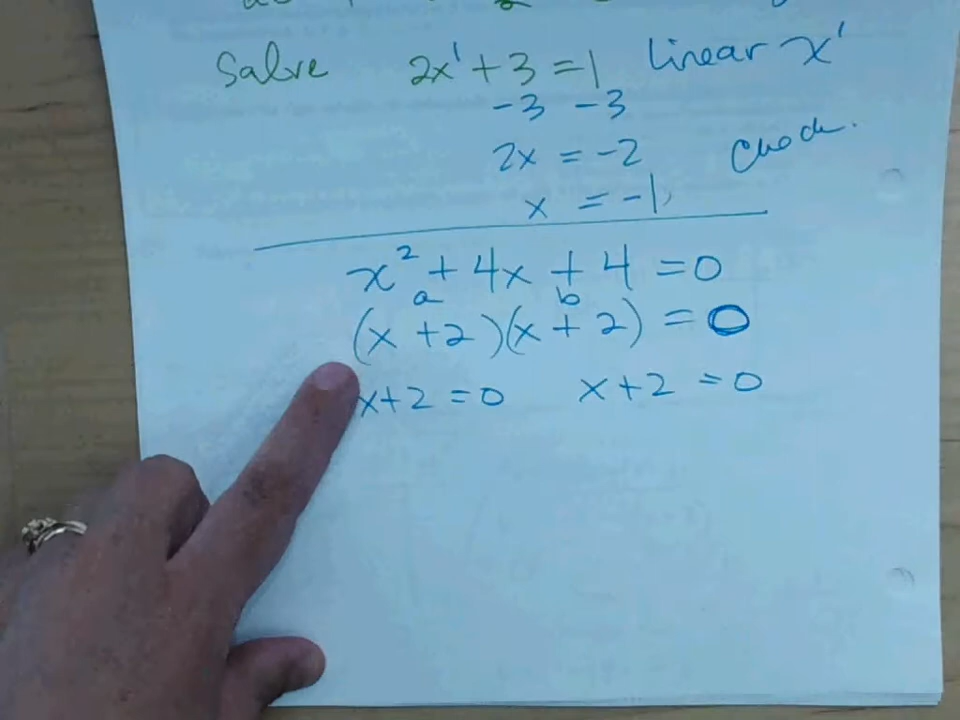 Solve 2x¹ + 3 = 1 linear x¹
-3 -3
2x = -2 Check.
x = -1,
x² + 4x + 4 = 0
a b
(x + 2)(x + 2) = 0
x + 2 = 0 x + 2 = 0